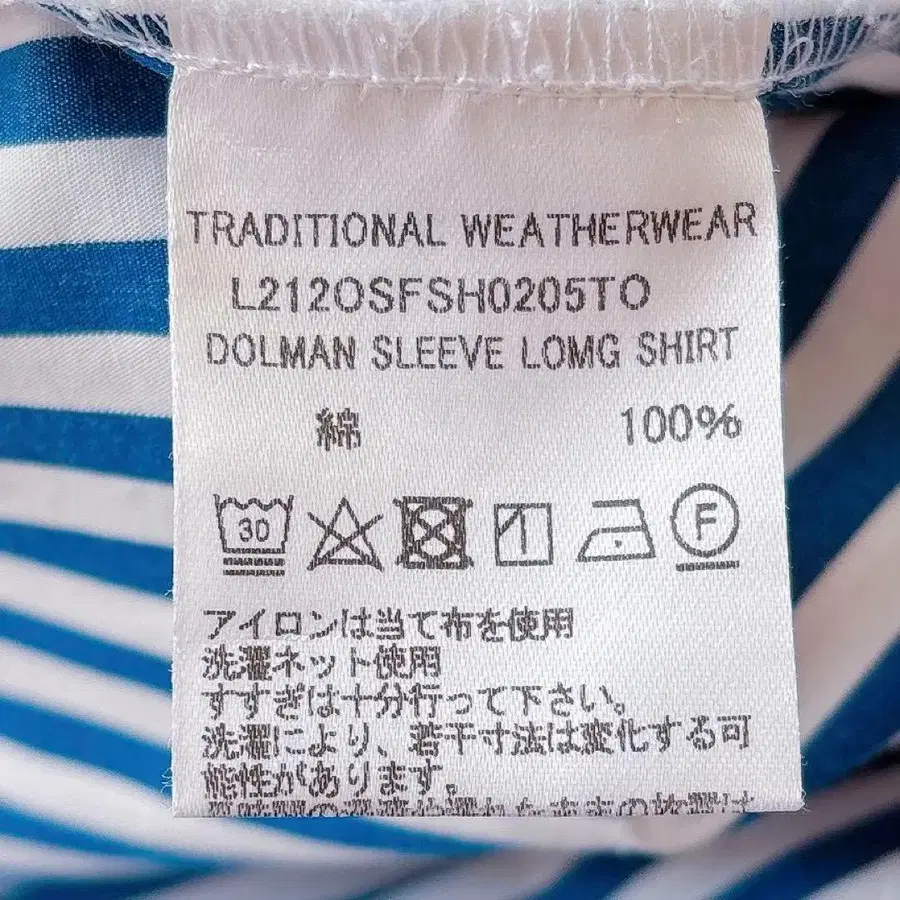 TRADITIONAL WEATHERWEAR
L212OSFSH0205TO
DOLMAN SLEEVE LOMG SHIRT
綿 100%
30 F
アイロンは当て布を使用
洗濯ネット使用
すすぎは十分行って下さい。
洗濯により、若干寸法は変化する可
能性があります。